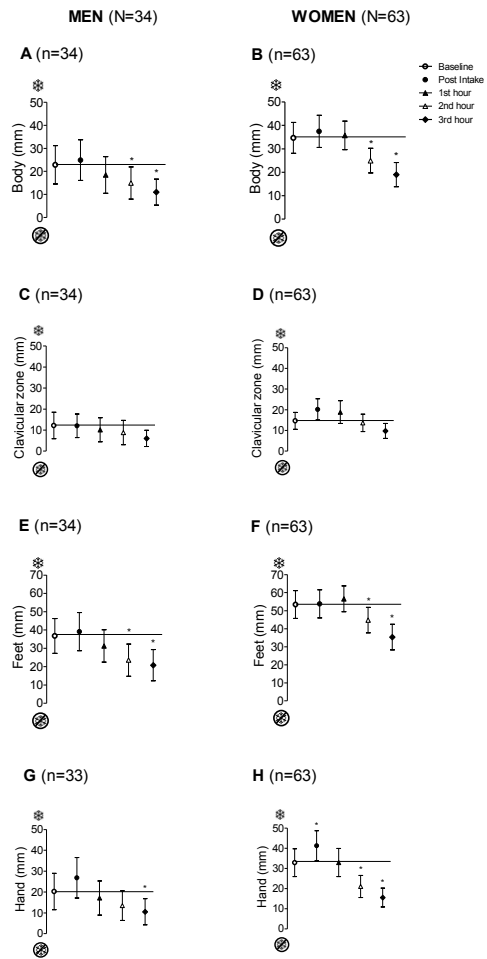 MEN (N=34)
WOMEN (N=63)
A (n=34)
B (n=63)
Baseline
Post Intake
1st hour
2nd hour
3rd hour
Body (mm)
50
40
30
20
10
0
* *
Body (mm)
50
40
30
20
10
0
* *
C (n=34)
D (n=63)
Clavicular zone (mm)
50
40
30
20
10
0
Clavicular zone (mm)
50
40
30
20
10
0
E (n=34)
F (n=63)
Feet (mm)
70
60
50
40
30
20
10
0
* *
Feet (mm)
70
60
50
40
30
20
10
0
* *
G (n=33)
H (n=63)
Hand (mm)
50
40
30
20
10
0
*
Hand (mm)
50
40
30
20
10
0
* * *